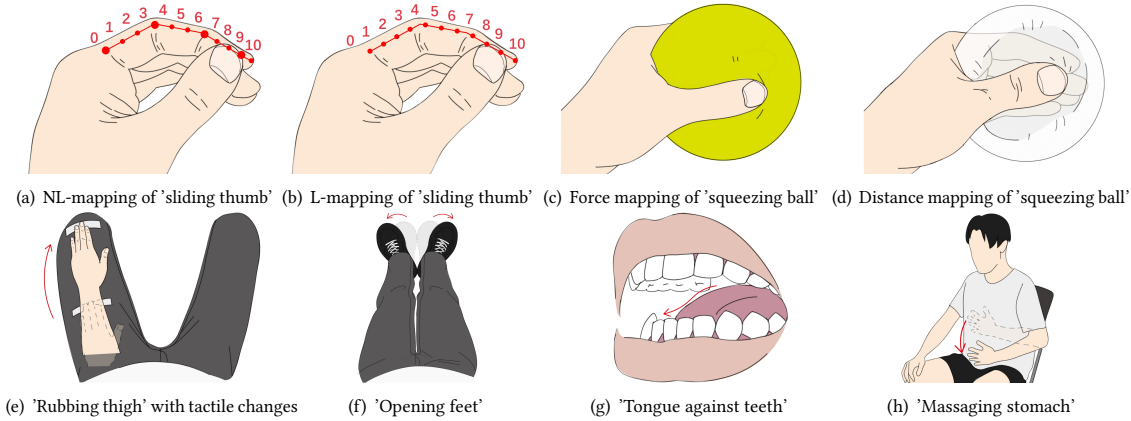 0 1 2 3 4 5 6 7 8 9 10
0 1 2 3 4 5 6 7 8 9 10
(a) NL-mapping of 'sliding thumb'
(b) L-mapping of 'sliding thumb'
(c) Force mapping of 'squeezing ball'
(d) Distance mapping of 'squeezing ball'
(e) 'Rubbing thigh' with tactile changes
(f) 'Opening feet'
(g) 'Tongue against teeth'
(h) 'Massaging stomach'